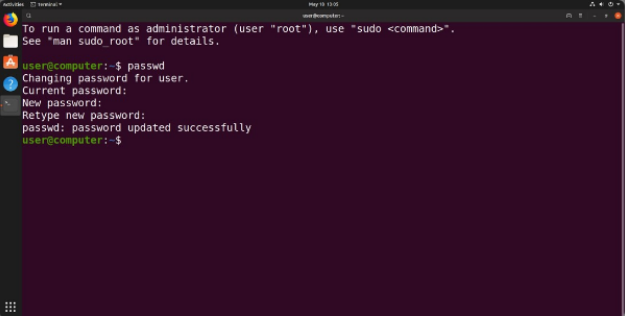 Activities
Terminal
May 18 13:03
user@computer: ~
To run a command as administrator (user "root"), use "sudo <command>".
See "man sudo_root" for details.
user@computer:~$ passwd
Changing password for user.
Current password:
New password:
Retype new password:
passwd: password updated successfully
user@computer:~$